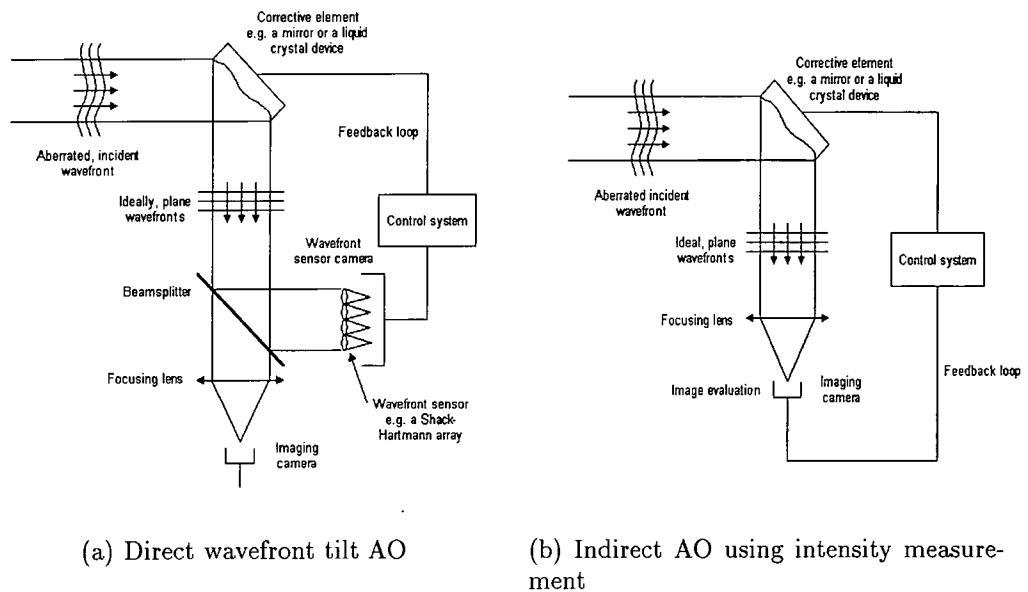 Corrective element
e.g. a mirror or a liquid
crystal device
Feedback loop
Aberrated, incident
wavefront
Ideally, plane
wavefronts
Control system
Wavefront
sensor camera
Beamsplitter
Focusing lens
Wavefront sensor
e.g. a Shack-
Hartmann array
Imaging
camera
(a) Direct wavefront tilt AO
Corrective element
e.g. a mirror or a liquid
crystal device
Aberrated incident
wavefront
Ideal, plane
wavefronts
Control system
Focusing lens
Feedback loop
Image evaluation
Imaging
camera
(b) Indirect AO using intensity measure-
ment